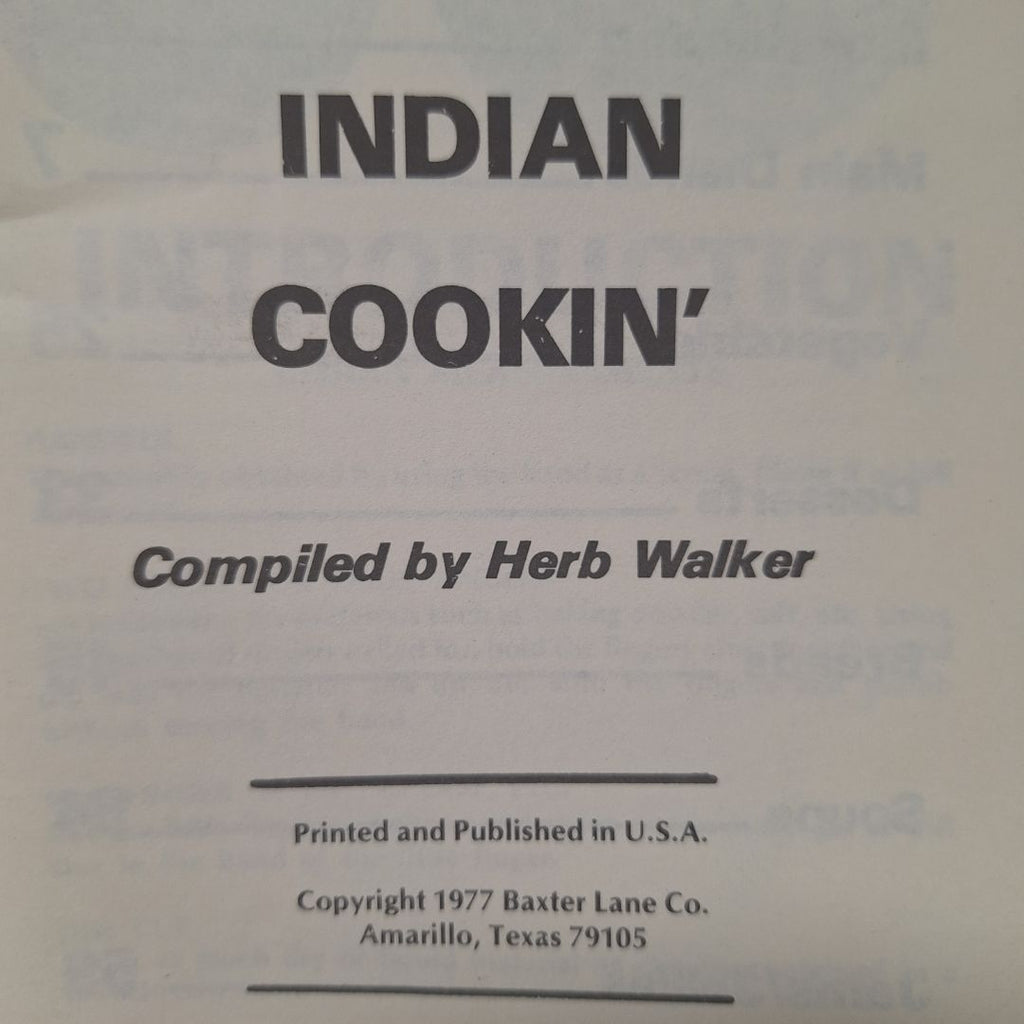 INDIAN
COOKIN'
Compiled by Herb Walker
Printed and Published in U.S.A.
Copyright 1977 Baxter Lane Co.
Amarillo, Texas 79105